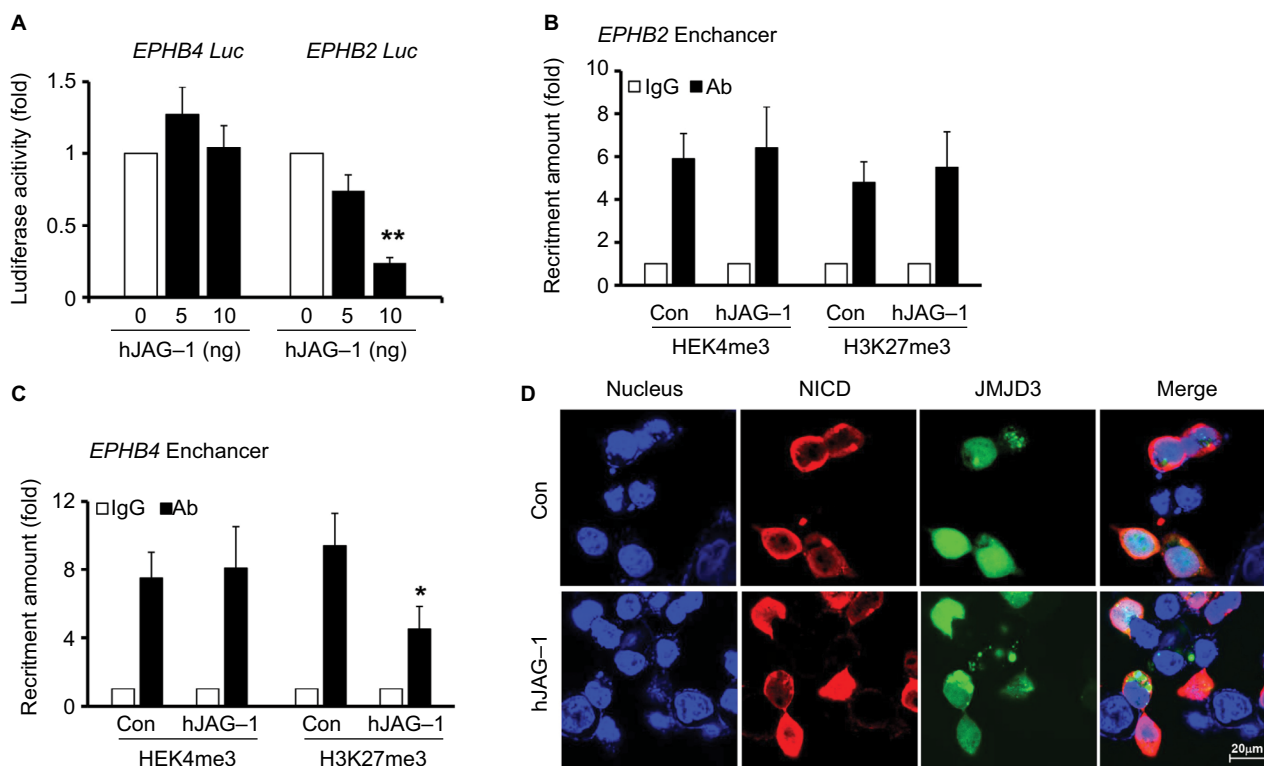 A
EPHB4 Luc EPHB2 Luc
Ludiferase acitivity (fold)
1.5
1
0.5
0
**
0 5 10 0 5 10
hJAG–1 (ng) hJAG–1 (ng)
B
EPHB2 Enchancer
Recritment amount (fold)
10
8
6
4
2
0
IgG Ab
Con hJAG–1 Con hJAG–1
HEK4me3 H3K27me3
C
EPHB4 Enchancer
Recritment amount (fold)
12
8
4
0
IgG Ab
*
Con hJAG–1 Con hJAG–1
HEK4me3 H3K27me3
D
Nucleus NICD JMJD3 Merge
Con
hJAG–1
20μm